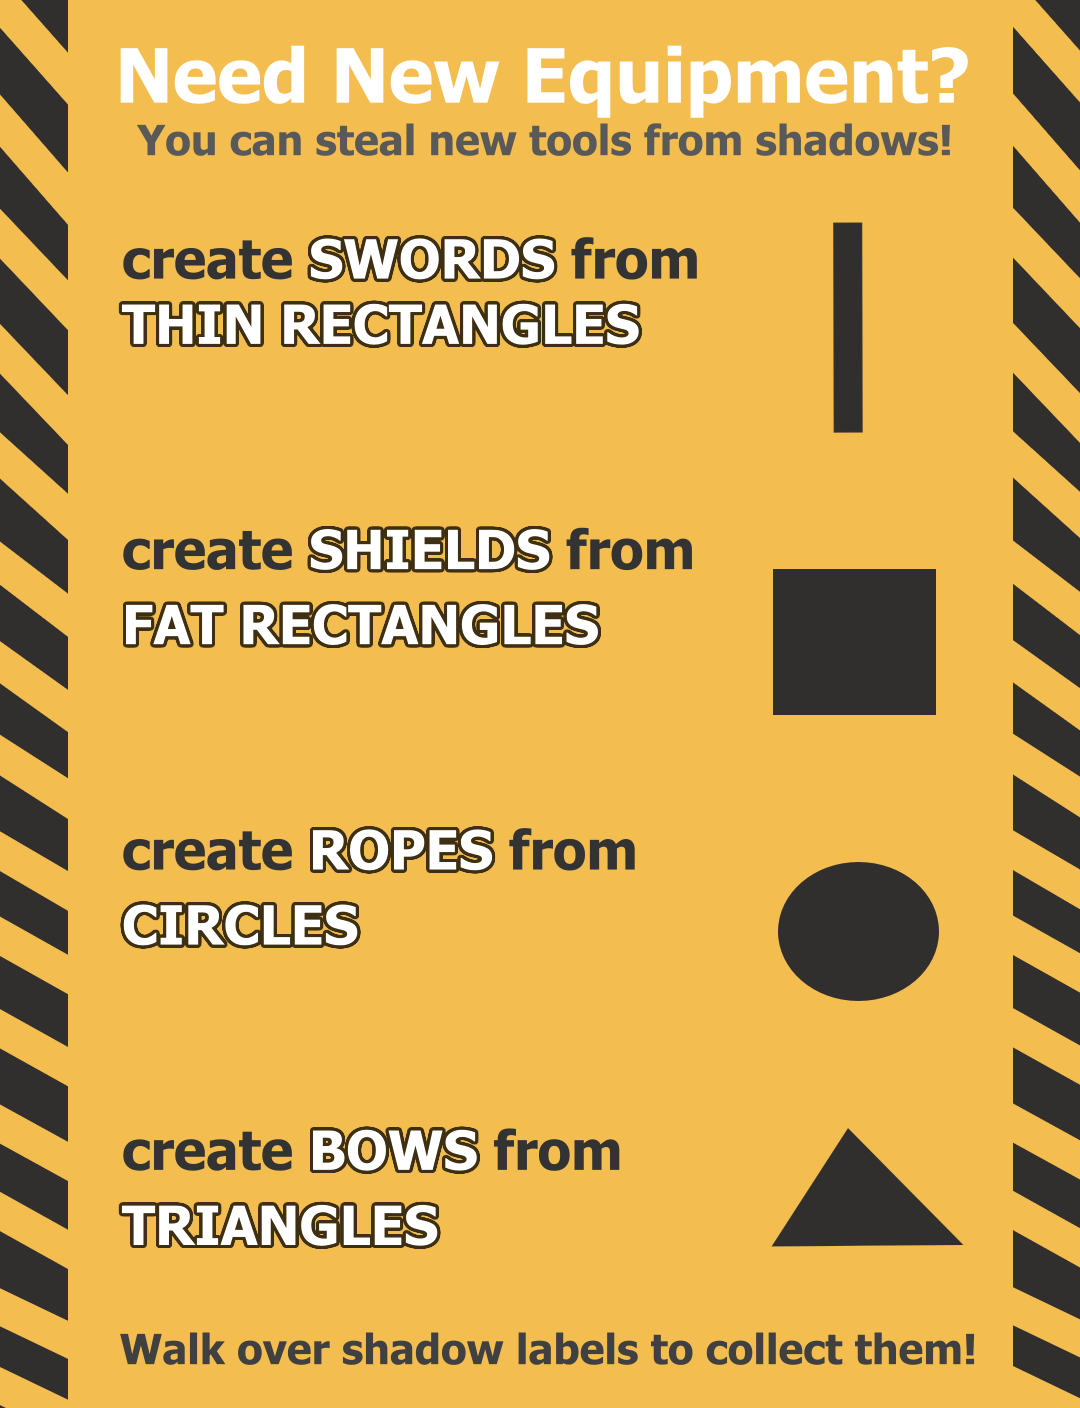 Need New Equipment?
You can steal new tools from shadows!
create SWORDS from
THIN RECTANGLES
create SHIELDS from
FAT RECTANGLES
create ROPES from
CIRCLES
create BOWS from
TRIANGLES
Walk over shadow labels to collect them!